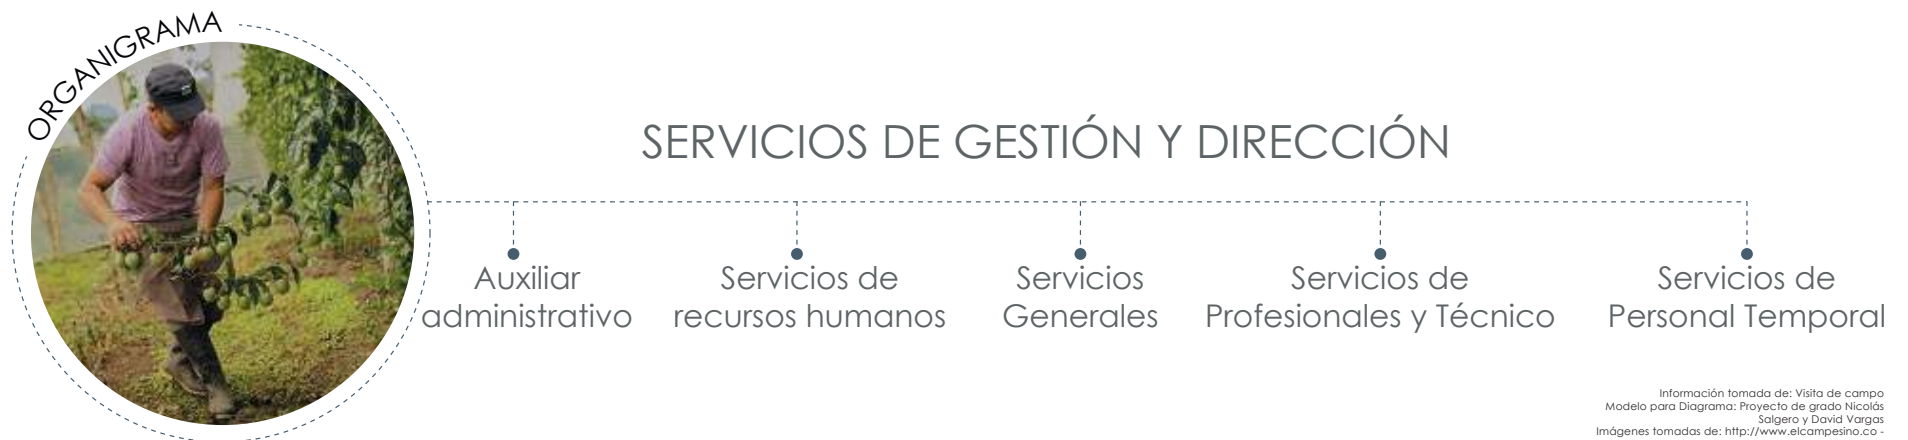 ORGANIGRAMA
SERVICIOS DE GESTIÓN Y DIRECCIÓN
Auxiliar
administrativo
Servicios de
recursos humanos
Servicios
Generales
Servicios de
Profesionales y Técnico
Servicios de
Personal Temporal
Información tomada de: Visita de campo
Modelo para Diagrama: Proyecto de grado Nicolás
Salgero y David Vargas
Imágenes tomadas de: http://www.elcampesino.co -